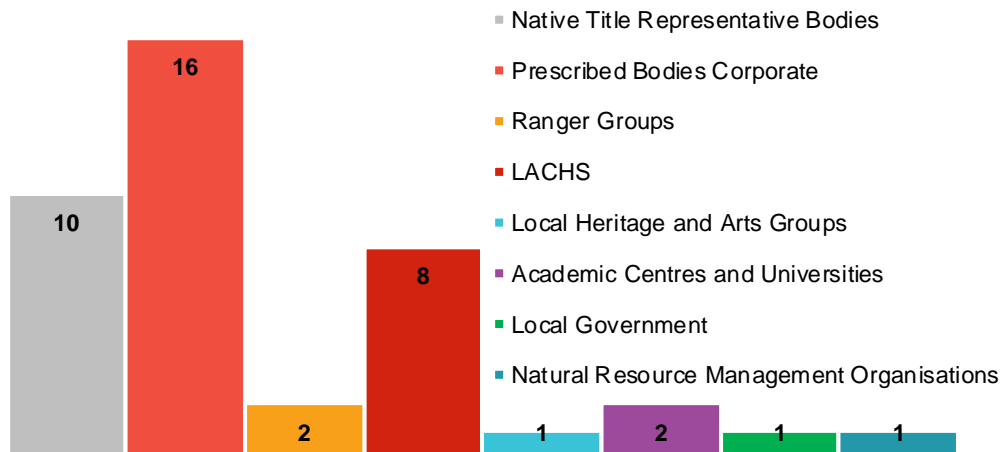 Native Title Representative Bodies
16
Prescribed Bodies Corporate
Ranger Groups
LACHS
10
Local Heritage and Arts Groups
8
Academic Centres and Universities
Local Government
Natural Resource Management Organisations
2
1
2
1
1